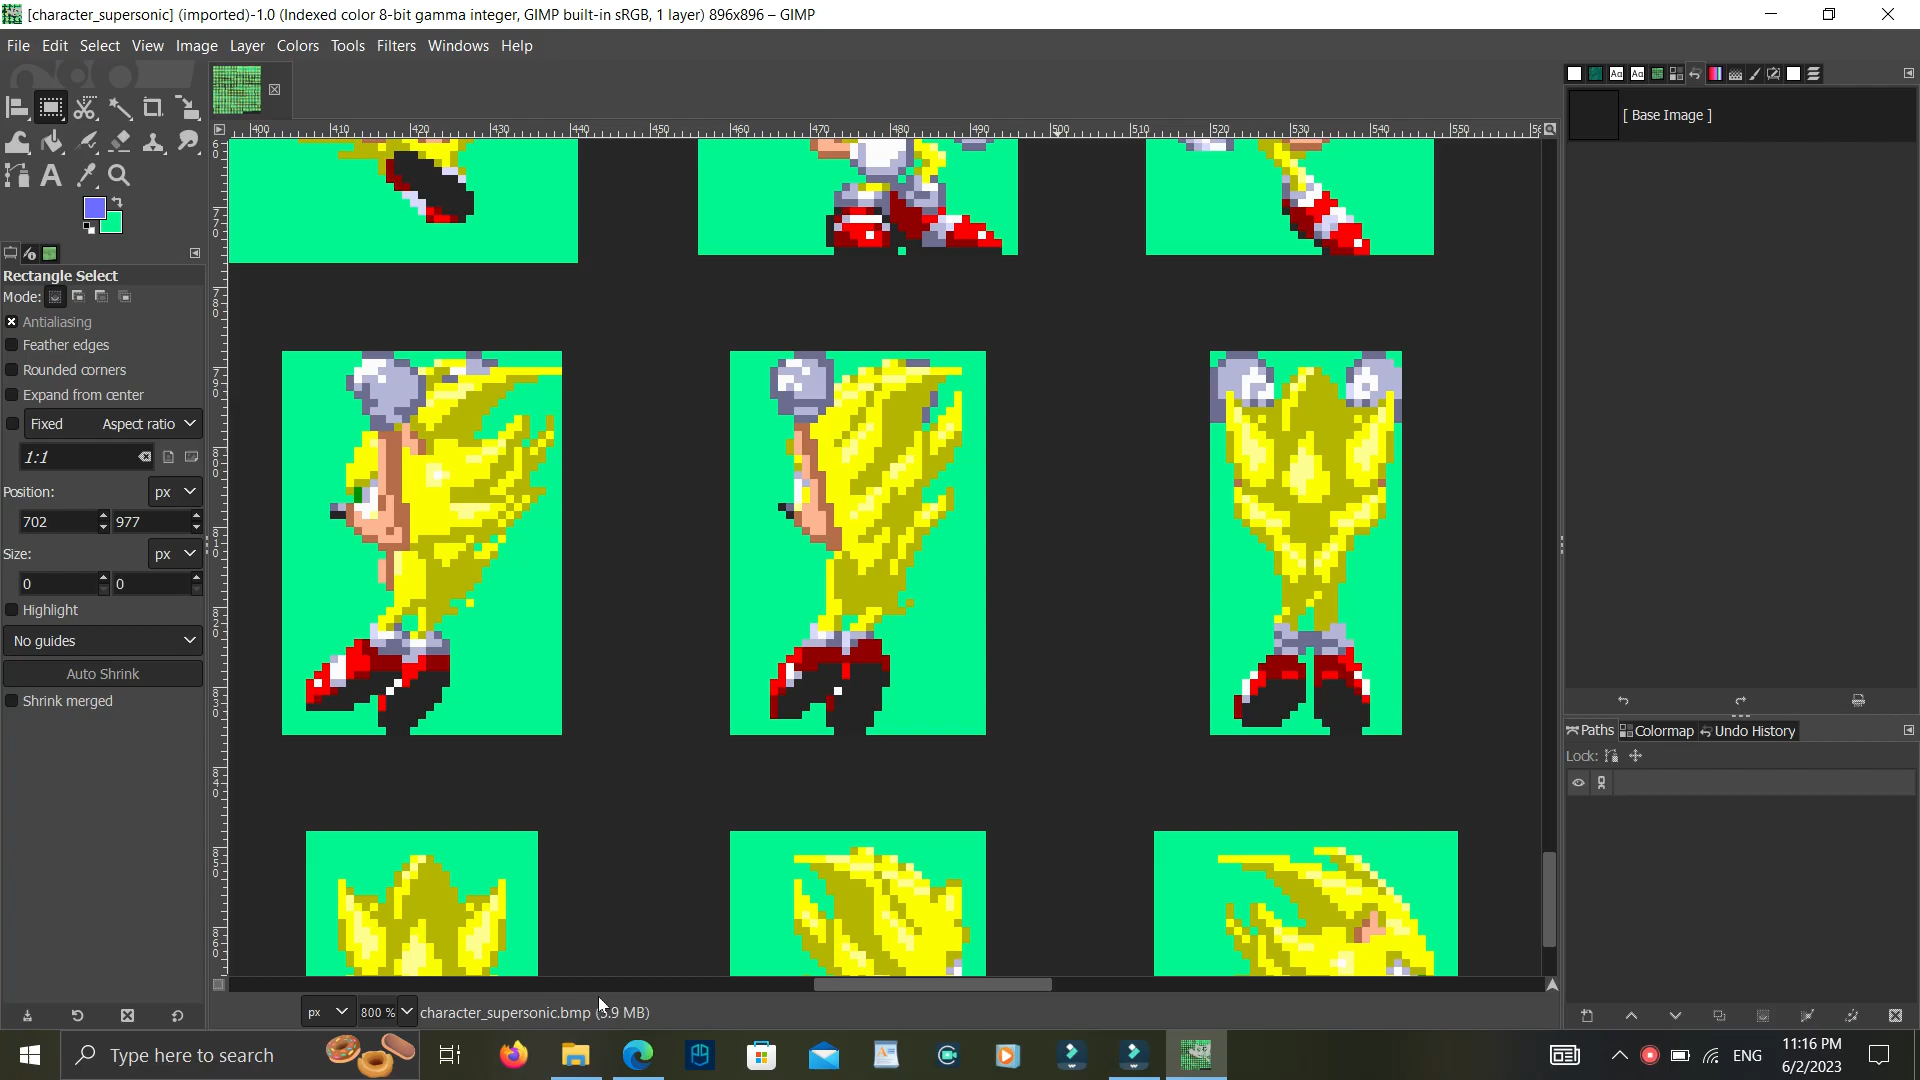 [character_supersonic] (imported)-1.0 (Indexed color 8-bit gamma integer, GIMP built-in sRGB, 1 layer) 896x896 – GIMP
File Edit Select View Image Layer Colors Tools Filters Windows Help
400 410 420 430 440 450 460 470 480 490 500 510 520 530 540 550
[ Base Image ]
Rectangle Select
Mode:
Antialiasing
Feather edges
Rounded corners
Expand from center
Fixed Aspect ratio
1:1
Position: px
702 977
Size: px
0 0
Highlight
No guides
Auto Shrink
Shrink merged
Paths Colormap Undo History
Lock:
px 800 % character_supersonic.bmp
Type here to search
ENG
11:16 PM
6/2/2023